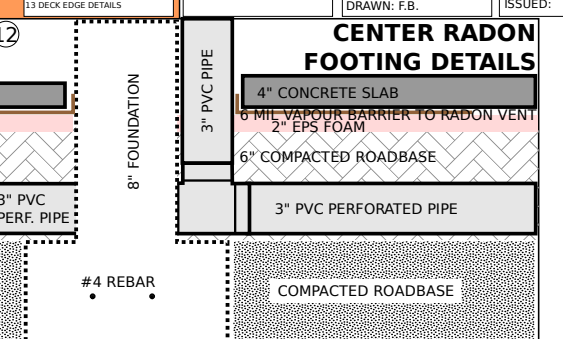 13 DECK EDGE DETAILS
DRAWN: F.B.
ISSUED:
12
CENTER RADON
FOOTING DETAILS
3" PVC PIPE
8" FOUNDATION
4" CONCRETE SLAB
6 MIL VAPOUR BARRIER TO RADON VENT
2" EPS FOAM
6" COMPACTED ROADBASE
3" PVC
PERF. PIPE
3" PVC PERFORATED PIPE
#4 REBAR
COMPACTED ROADBASE